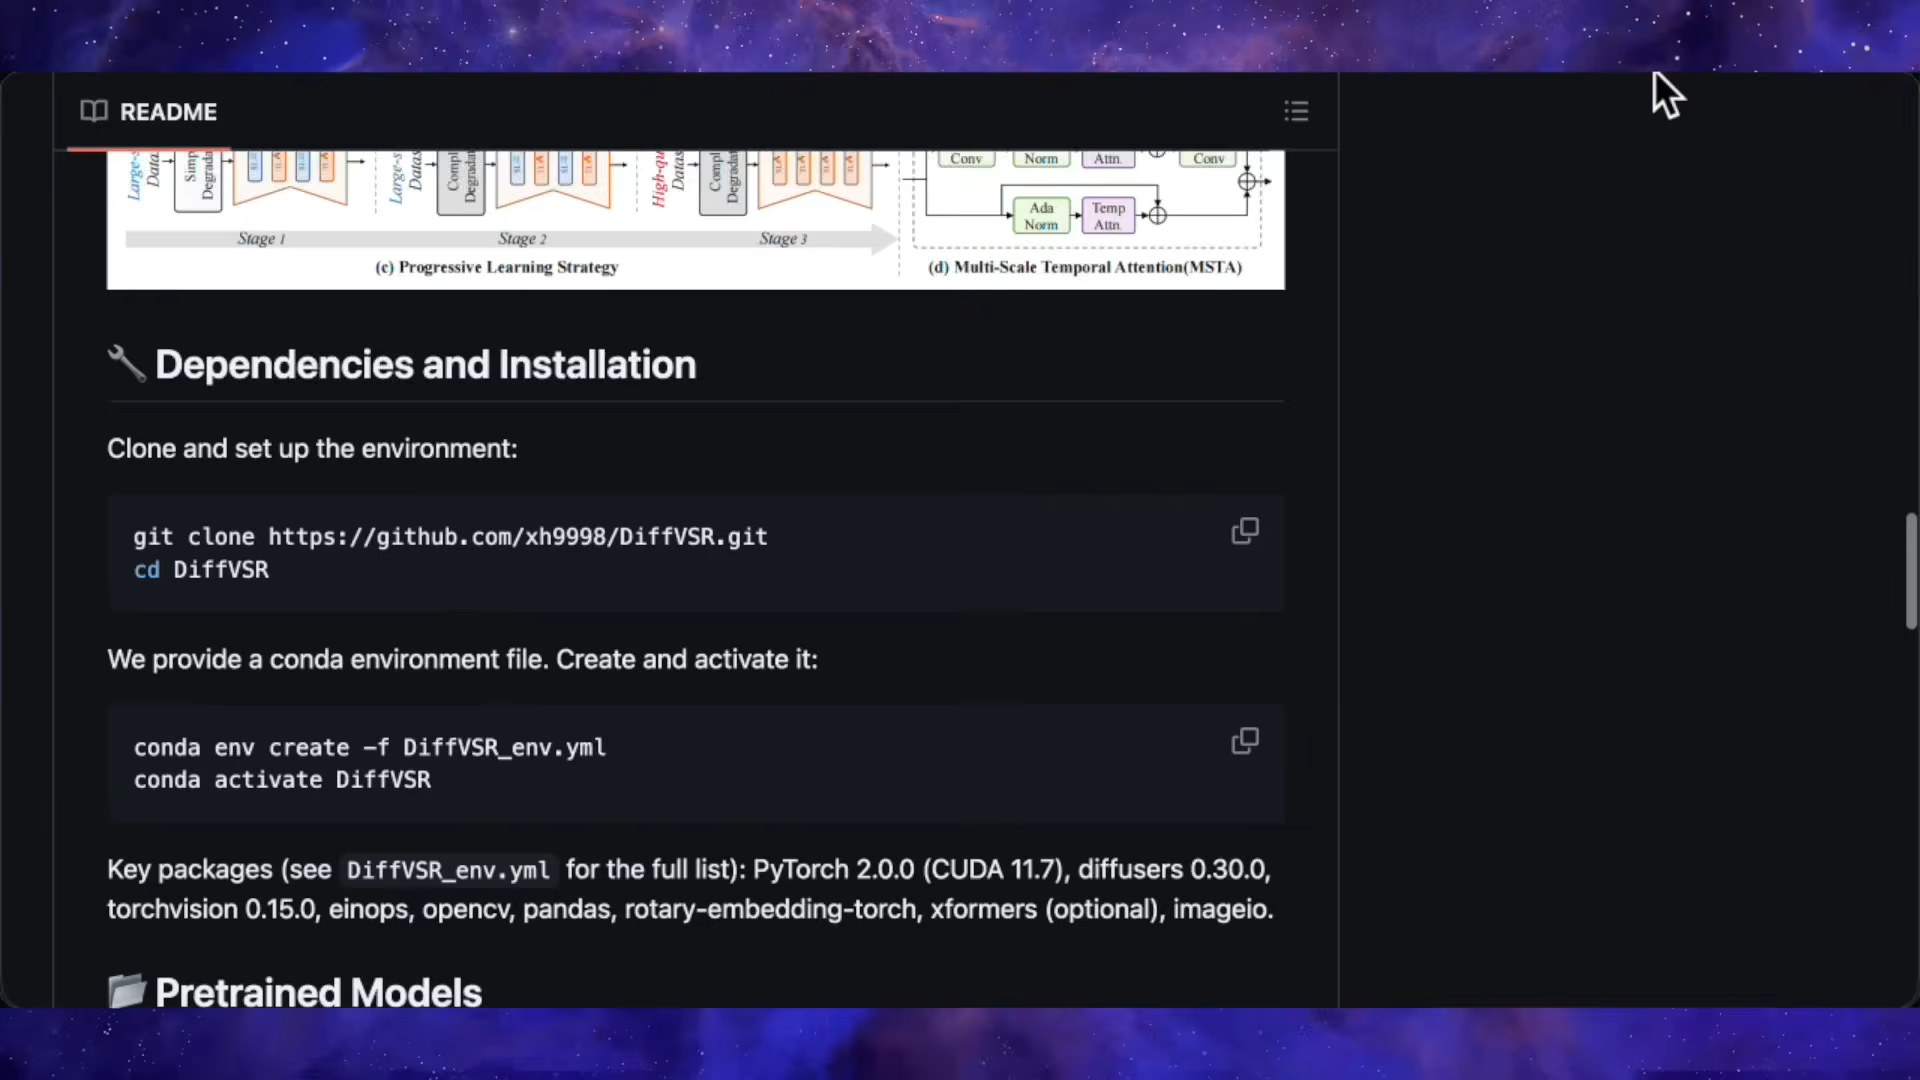 README
Conv Norm Attn. Conv
Ada Norm
Temp Attn.
Stage 1 Stage 2 Stage 3
(c) Progressive Learning Strategy
(d) Multi-Scale Temporal Attention(MSTA)
🔧 Dependencies and Installation
Clone and set up the environment:
git clone https://github.com/xh9998/DiffVSR.git
cd DiffVSR
We provide a conda environment file. Create and activate it:
conda env create -f DiffVSR_env.yml
conda activate DiffVSR
Key packages (see DiffVSR_env.yml for the full list): PyTorch 2.0.0 (CUDA 11.7), diffusers 0.30.0,
torchvision 0.15.0, einops, opencv, pandas, rotary-embedding-torch, xformers (optional), imageio.
📁 Pretrained Models